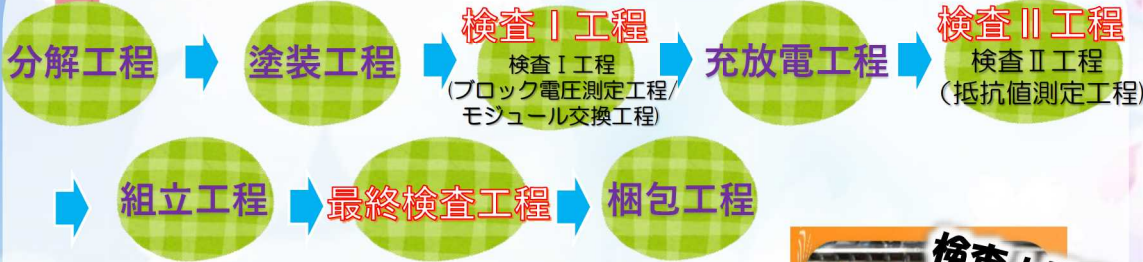 分解工程
塗装工程
検査Ⅰ工程
検査Ⅰ工程
(ブロック電圧測定工程/
モジュール交換工程)
充放電工程
検査Ⅱ工程
検査Ⅱ工程
(抵抗値測定工程)
組立工程
最終検査工程
梱包工程
検査